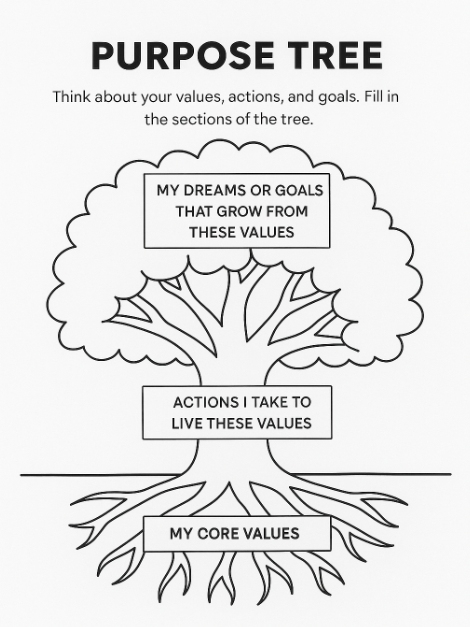 PURPOSE TREE
Think about your values, actions, and goals. Fill in
the sections of the tree.
MY DREAMS OR GOALS
THAT GROW FROM
THESE VALUES
ACTIONS I TAKE TO
LIVE THESE VALUES
MY CORE VALUES